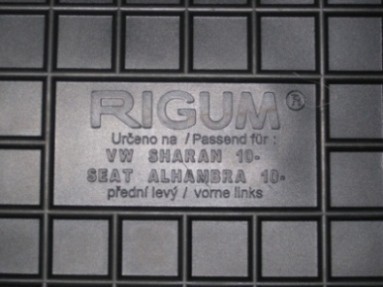 RIGUM®
Určeno na / Passend für :
VW SHARAN 10-
SEAT ALHAMBRA 10-
přední levý / vorne links